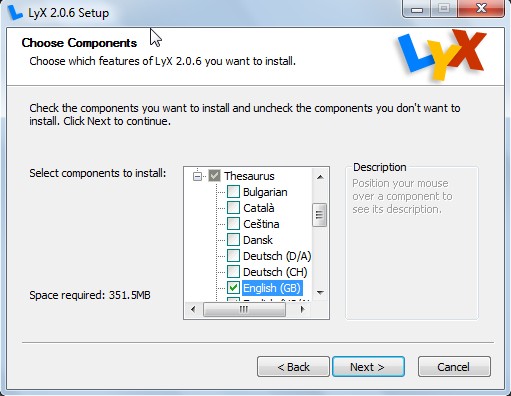 LyX 2.0.6 Setup
Choose Components
Choose which features of LyX 2.0.6 you want to install.
LyX
Check the components you want to install and uncheck the components you don't want to
install. Click Next to continue.
Select components to install:
Thesaurus
Bulgarian
Català
Čeština
Dansk
Deutsch (D/A)
Deutsch (CH)
English (GB)
Description
Position your mouse
over a component to
see its description.
Space required: 351.5MB
< Back
Next >
Cancel